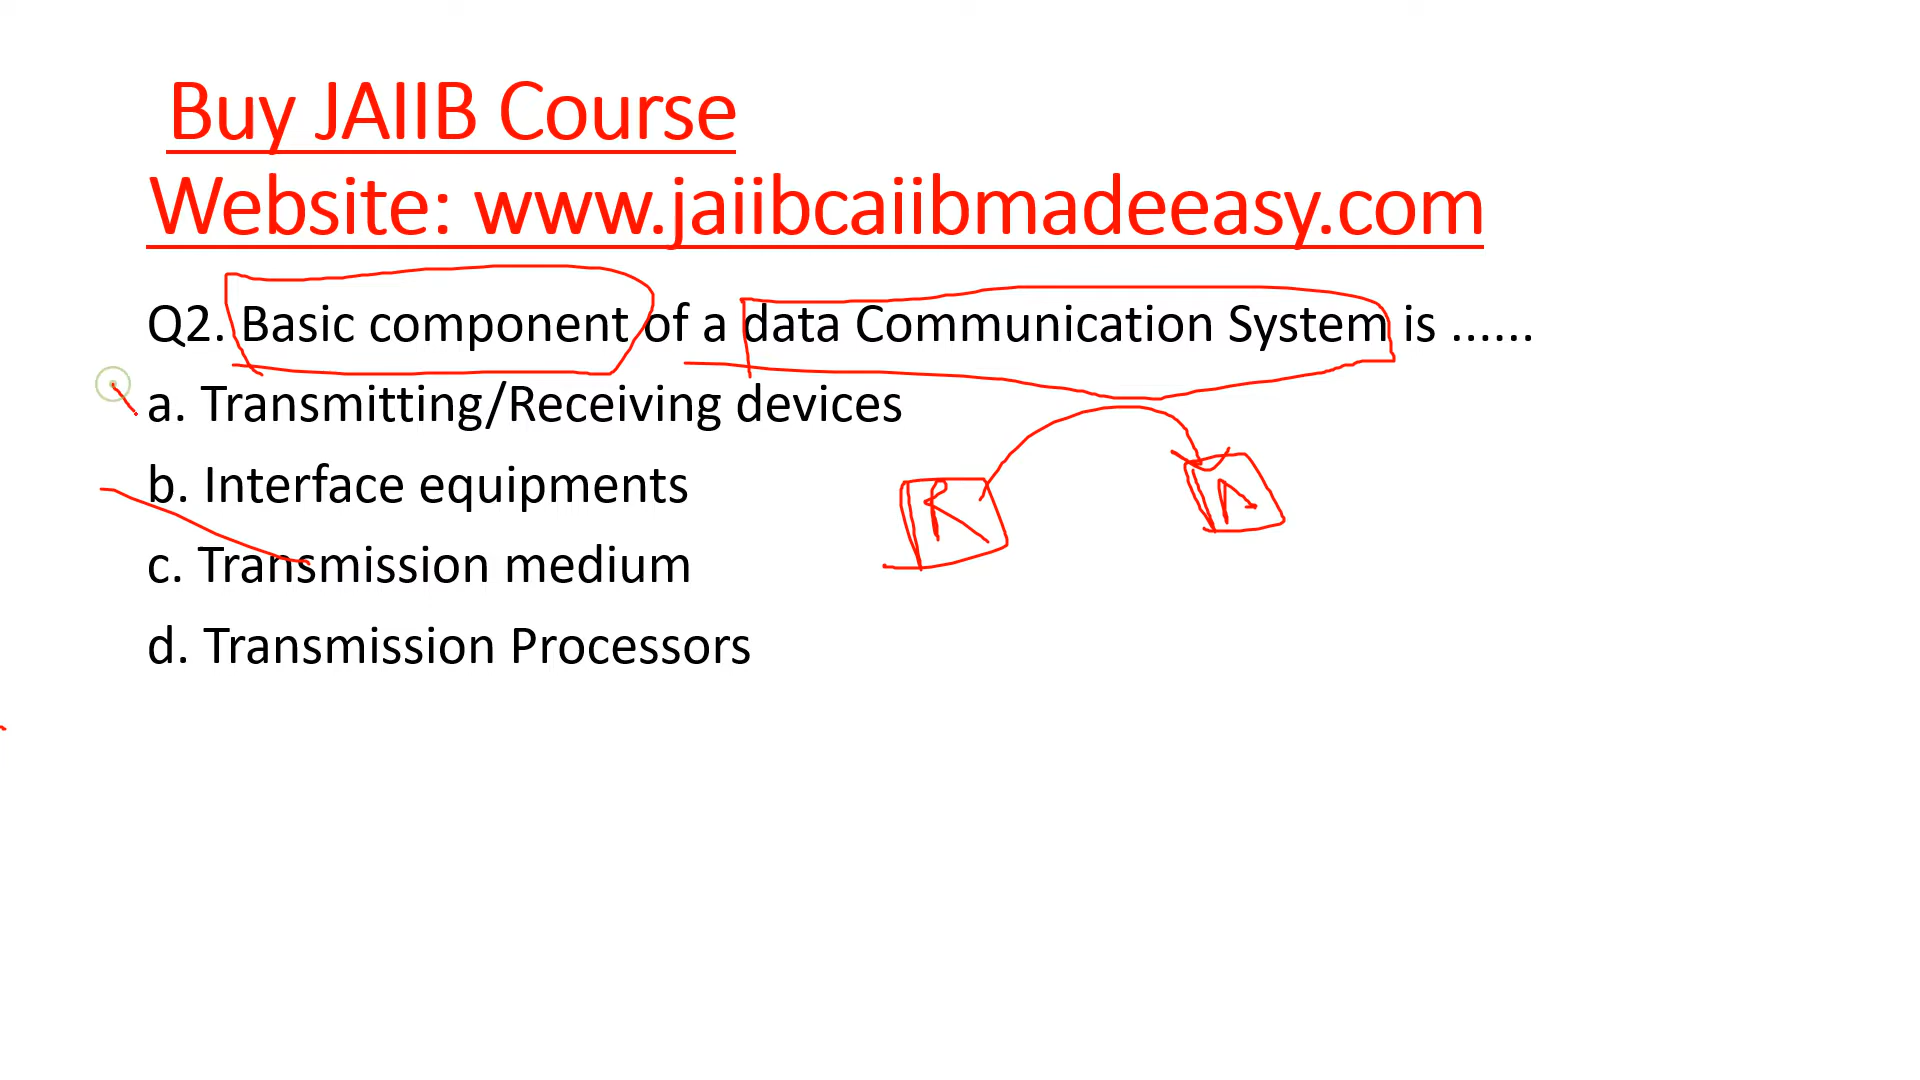 Buy JAIIB Course
Website: www.jaiibcaiibmadeeasy.com
Q2. Basic component of a data Communication System is ......
a. Transmitting/Receiving devices
b. Interface equipments
c. Transmission medium
d. Transmission Processors
R